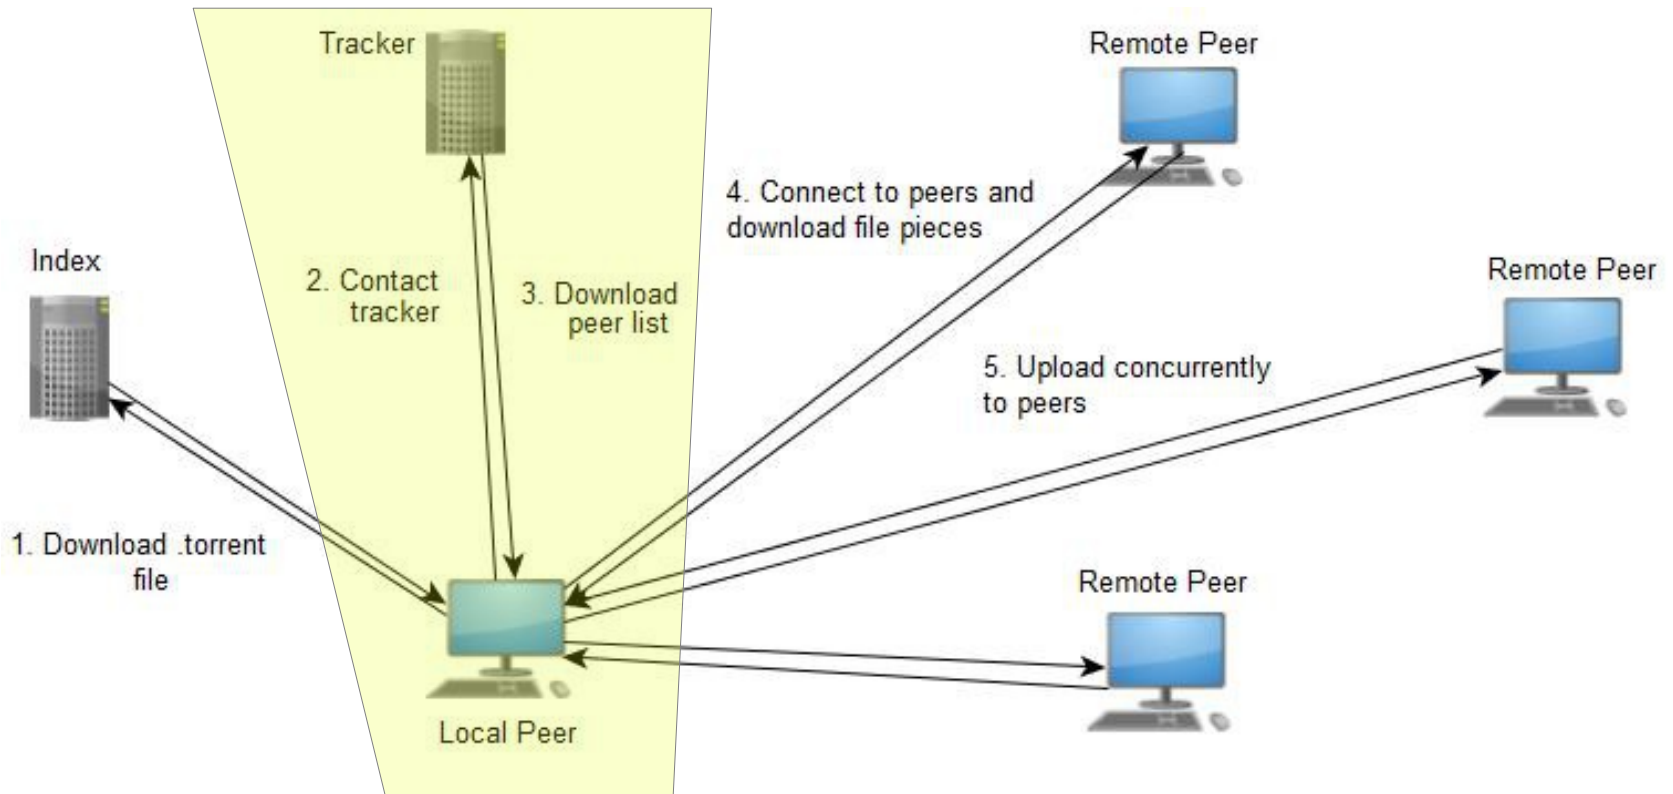 Tracker
Remote Peer
4. Connect to peers and
download file pieces
Index
Remote Peer
2. Contact
tracker
3. Download
peer list
5. Upload concurrently
to peers
1. Download .torrent
file
Remote Peer
Local Peer